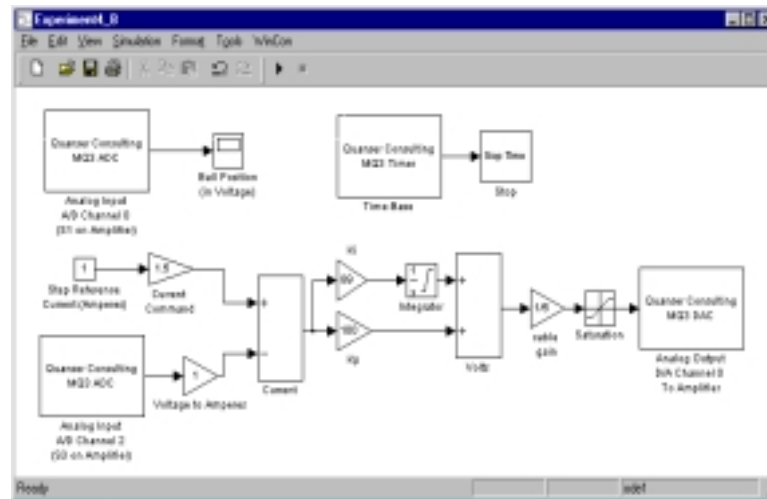 Experiment4_B
File Edit View Simulation Format Tools WinCon
Quanser Consulting
MQ3 ADC
Analog Input
A/D Channel 0
(S1 on Amplifier)
Ball Position
(in Voltage)
Quanser Consulting
MQ3 Timer
Time Base
Stop Time
Stop
1
Step Reference
Current (Amperes)
1.5
Current
Command
Quanser Consulting
MQ3 ADC
Analog Input
A/D Channel 2
(S3 on Amplifier)
1
Voltage to Amperes
+
-
Current
Ki
Kp
1
Integrator
+
+
Volts
1/5
cable
gain
Saturation
Quanser Consulting
MQ3 DAC
Analog Output
D/A Channel 0
To Amplifier
Ready